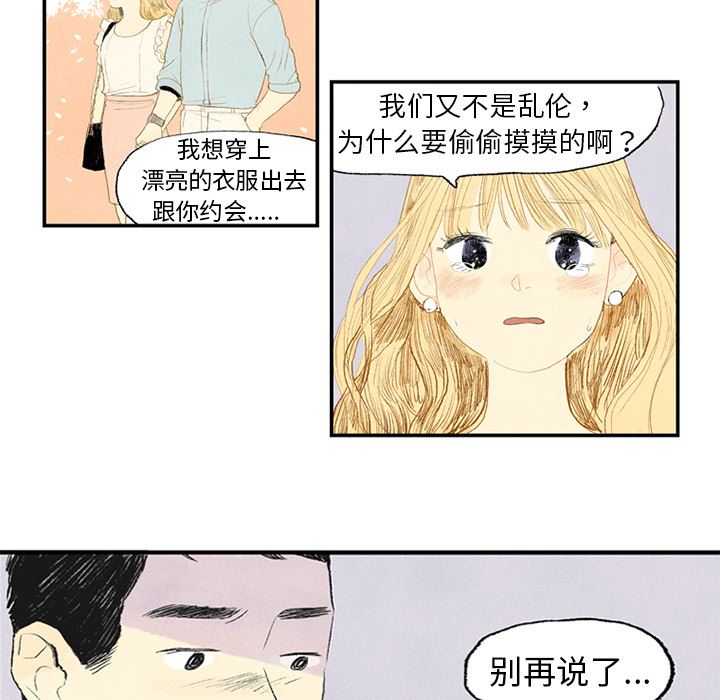 我想穿上
漂亮的衣服出去
跟你约会.....
我们又不是乱伦，
为什么要偷偷摸摸的啊？
别再说了...